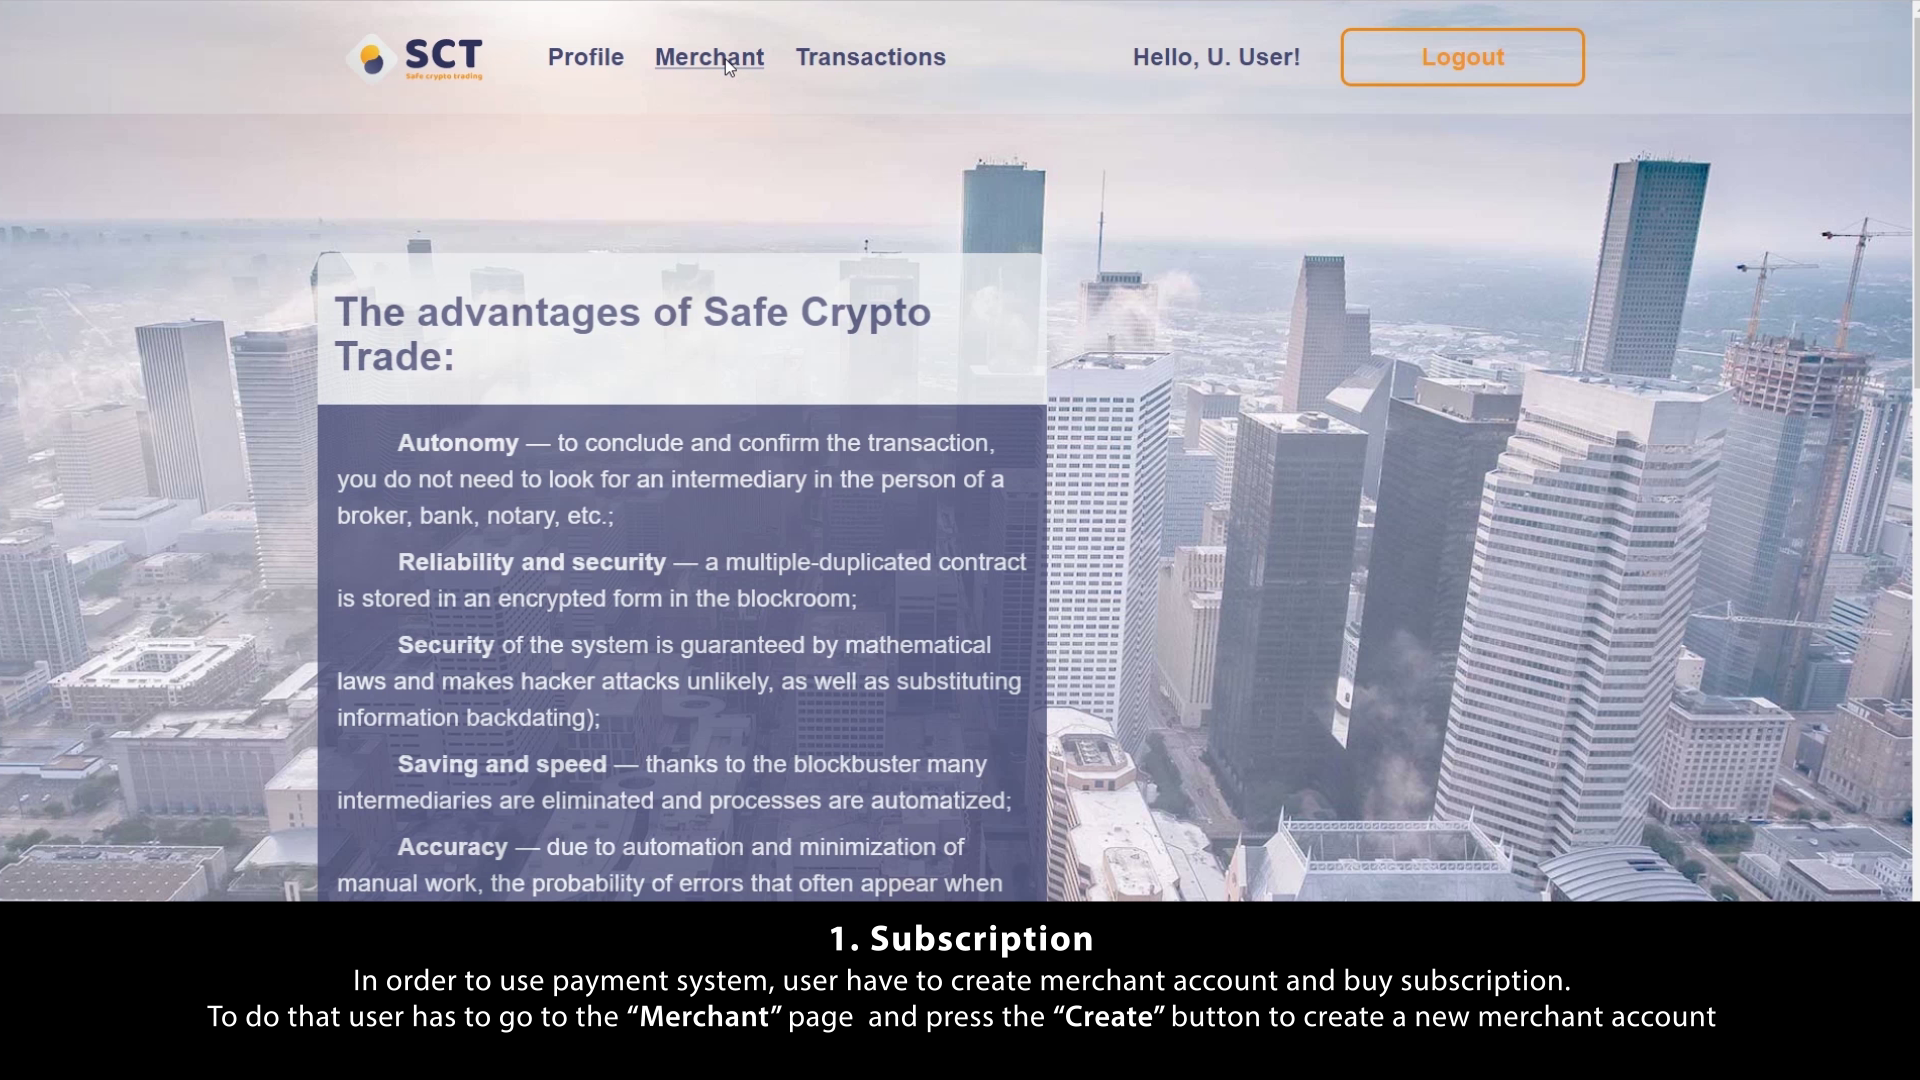 SCT
Safe crypto trading
Profile Merchant Transactions Hello, U. User! Logout
The advantages of Safe Crypto
Trade:
Autonomy — to conclude and confirm the transaction,
you do not need to look for an intermediary in the person of a
broker, bank, notary, etc.;
Reliability and security — a multiple-duplicated contract
is stored in an encrypted form in the blockroom;
Security of the system is guaranteed by mathematical
laws and makes hacker attacks unlikely, as well as substituting
information backdating);
Saving and speed — thanks to the blockbuster many
intermediaries are eliminated and processes are automatized;
Accuracy — due to automation and minimization of
manual work, the probability of errors that often appear when
1. Subscription
In order to use payment system, user have to create merchant account and buy subscription.
To do that user has to go to the “Merchant” page and press the “Create” button to create a new merchant account